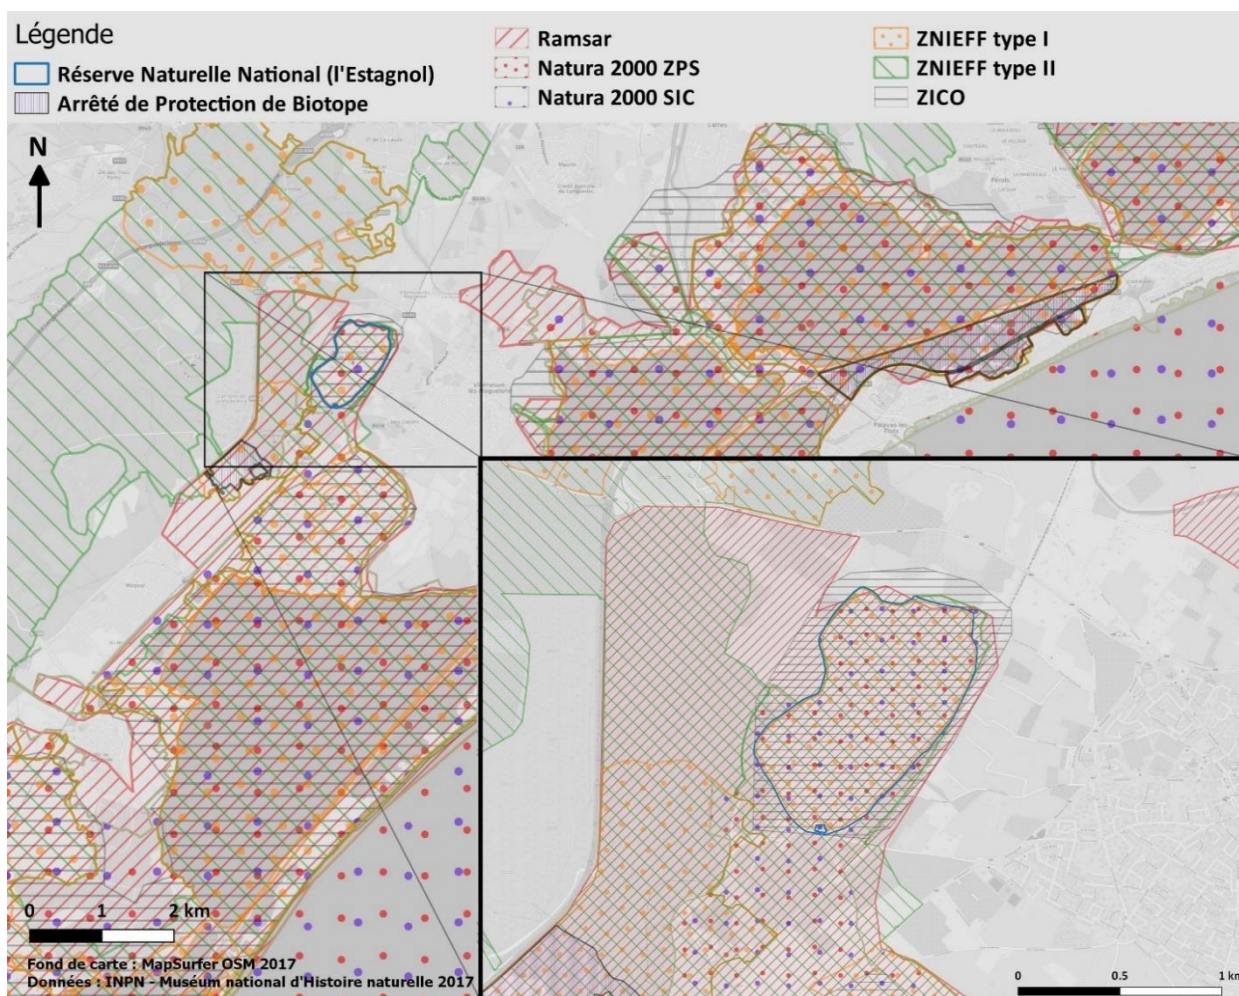 Légende
Réserve Naturelle National (l'Estagnol)
Arrêté de Protection de Biotope
Ramsar
Natura 2000 ZPS
Natura 2000 SIC
ZNIEFF type I
ZNIEFF type II
ZICO
N
0 1 2 km
Fond de carte : MapSurfer OSM 2017
Données : INPN - Muséum national d'Histoire naturelle 2017
0 0.5 1 km